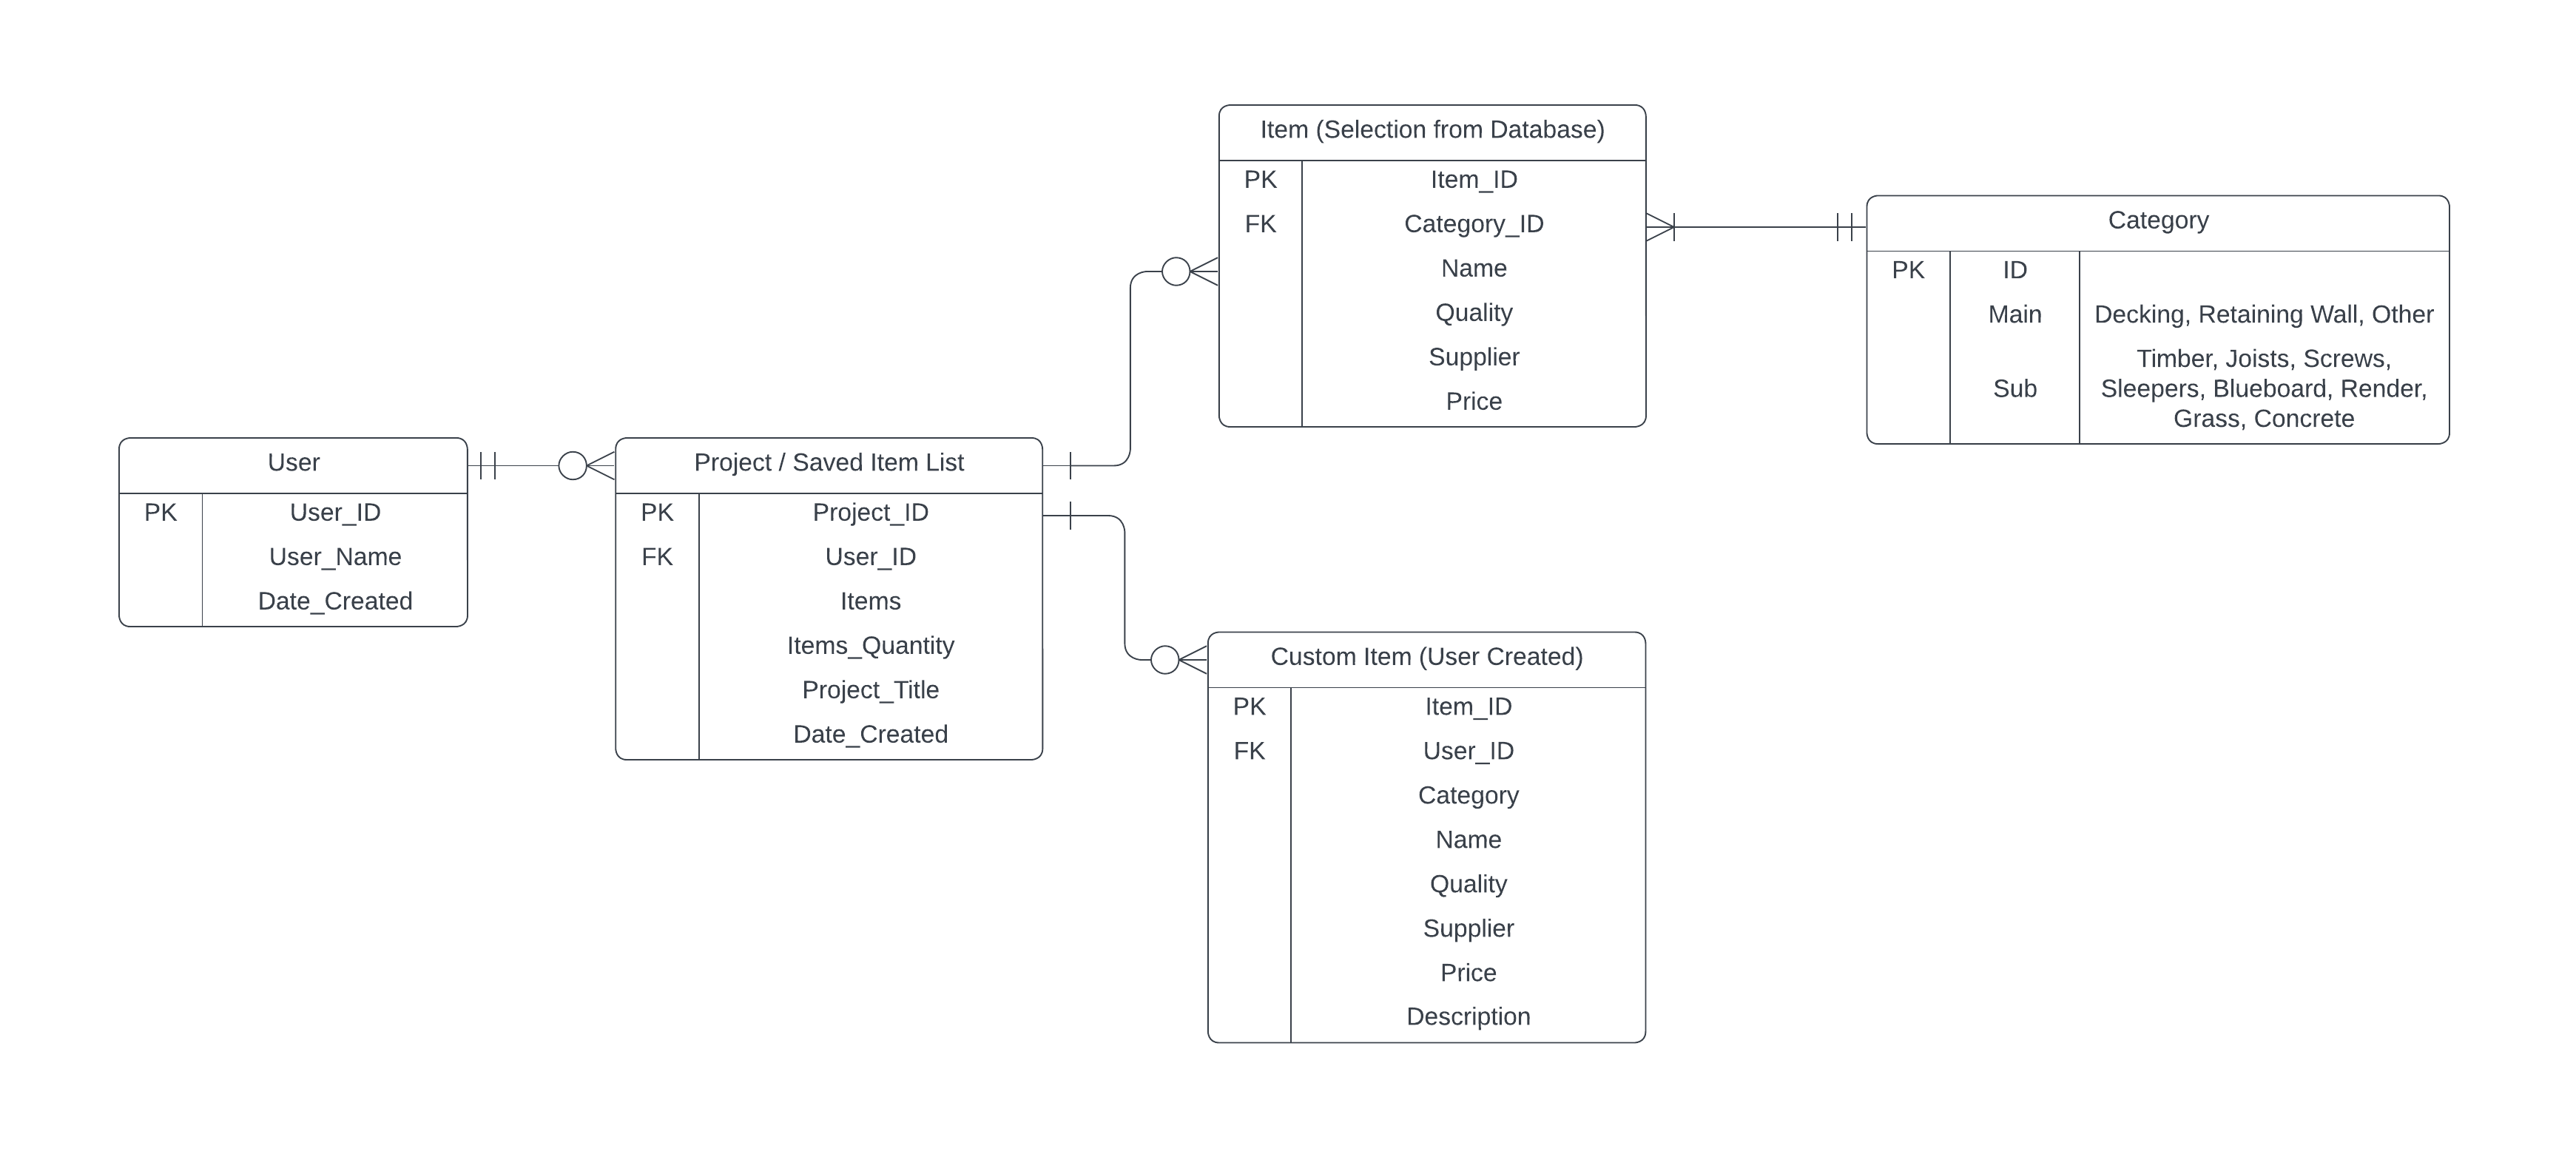 Item (Selection from Database)
PK Item_ID
FK Category_ID
Name
Quality
Supplier
Price
Category
PK ID
Main Decking, Retaining Wall, Other
Sub Timber, Joists, Screws,
Sleepers, Blueboard, Render,
Grass, Concrete
User
PK User_ID
User_Name
Date_Created
Project / Saved Item List
PK Project_ID
FK User_ID
Items
Items_Quantity
Project_Title
Date_Created
Custom Item (User Created)
PK Item_ID
FK User_ID
Category
Name
Quality
Supplier
Price
Description